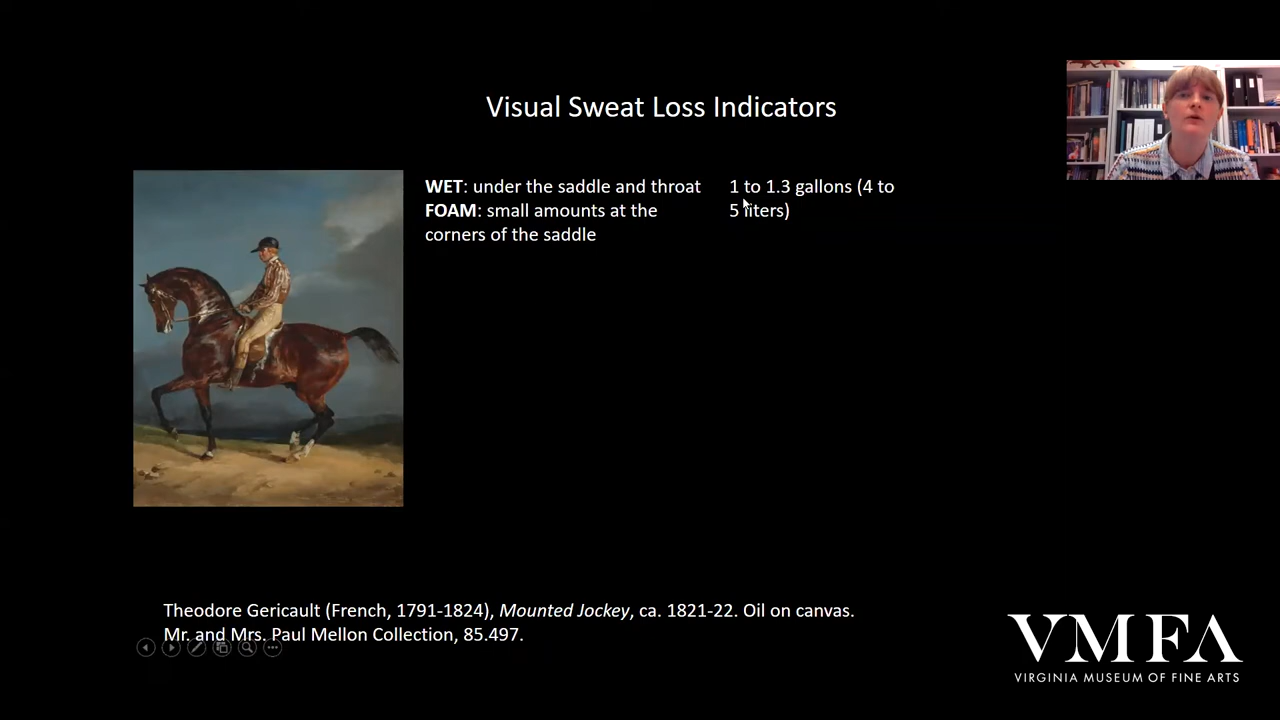 Visual Sweat Loss Indicators
WET: under the saddle and throat
FOAM: small amounts at the
corners of the saddle
1 to 1.3 gallons (4 to
5 liters)
Theodore Gericault (French, 1791-1824), Mounted Jockey, ca. 1821-22. Oil on canvas.
Mr. and Mrs. Paul Mellon Collection, 85.497.
VMFA
VIRGINIA MUSEUM OF FINE ARTS